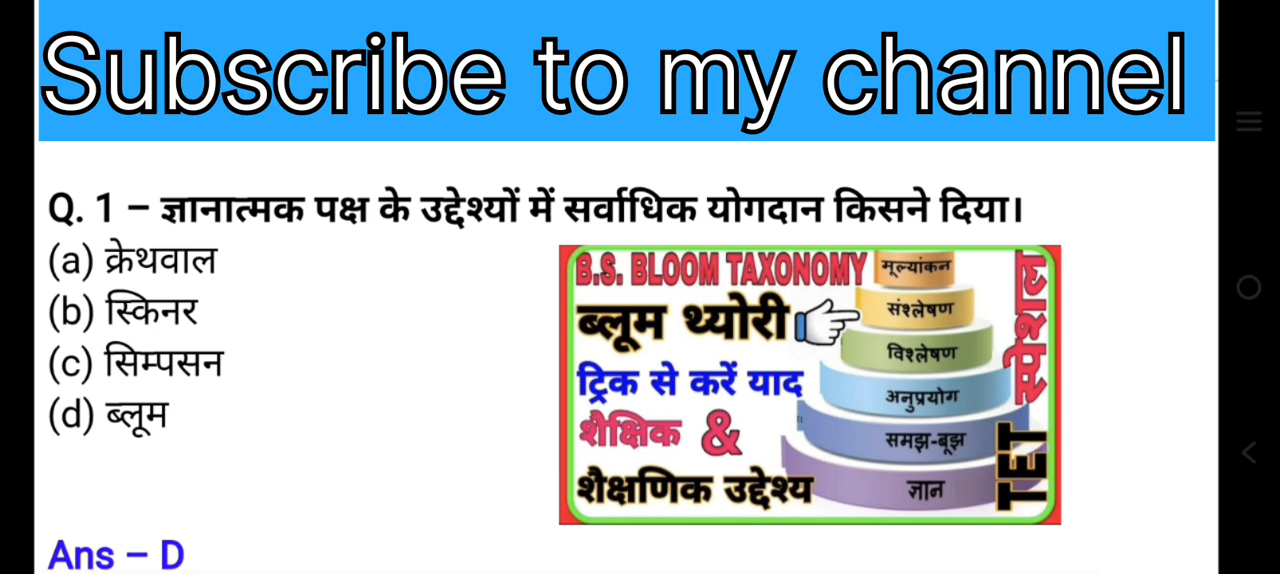 Subscribe to my channel
Q. 1 – ज्ञानात्मक पक्ष के उद्देश्यों में सर्वाधिक योगदान किसने दिया।
(a) क्रेथवाल
(b) स्किनर
(c) सिम्पसन
(d) ब्लूम
B.S. BLOOM TAXONOMY
ब्लूम थ्योरी
ट्रिक से करें याद
शैक्षिक &
शैक्षणिक उद्देश्य
मूल्यांकन
संश्लेषण
विश्लेषण
अनुप्रयोग
समझ-बूझ
ज्ञान
TET
स्पेशल
Ans – D